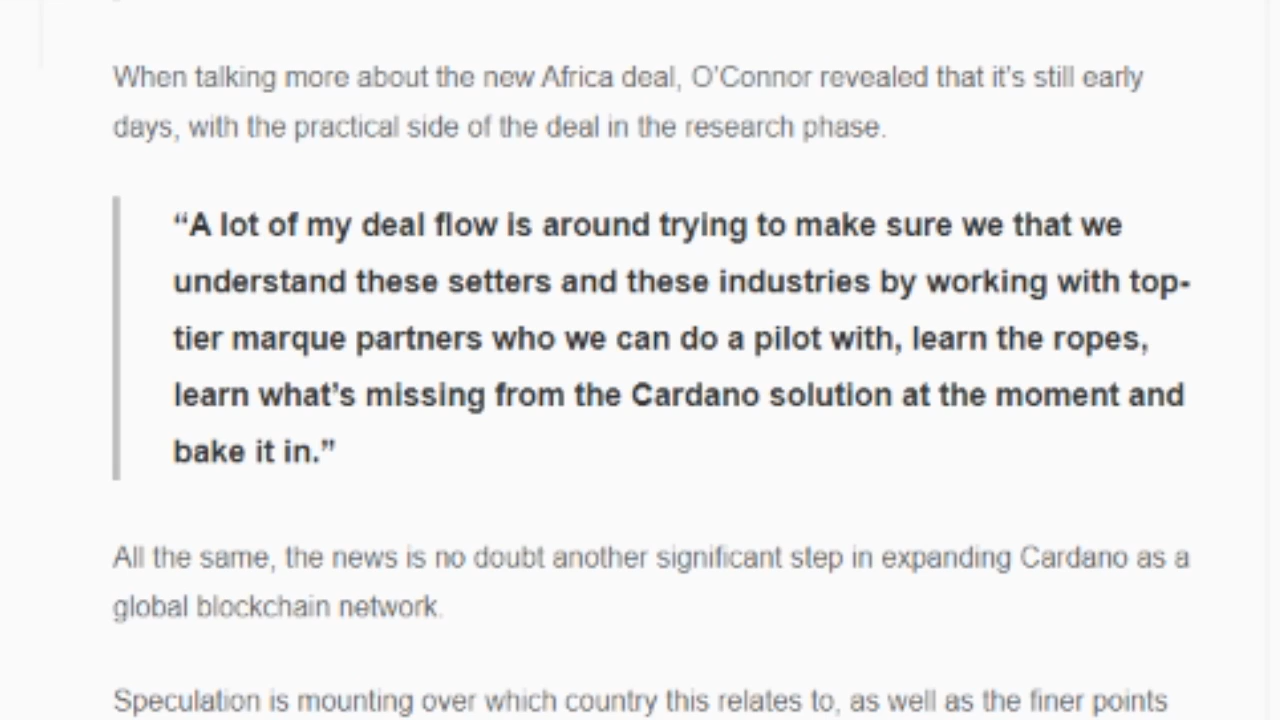 When talking more about the new Africa deal, O'Connor revealed that it's still early
days, with the practical side of the deal in the research phase.
“A lot of my deal flow is around trying to make sure we that we
understand these setters and these industries by working with top-
tier marque partners who we can do a pilot with, learn the ropes,
learn what’s missing from the Cardano solution at the moment and
bake it in.”
All the same, the news is no doubt another significant step in expanding Cardano as a
global blockchain network.
Speculation is mounting over which country this relates to, as well as the finer points